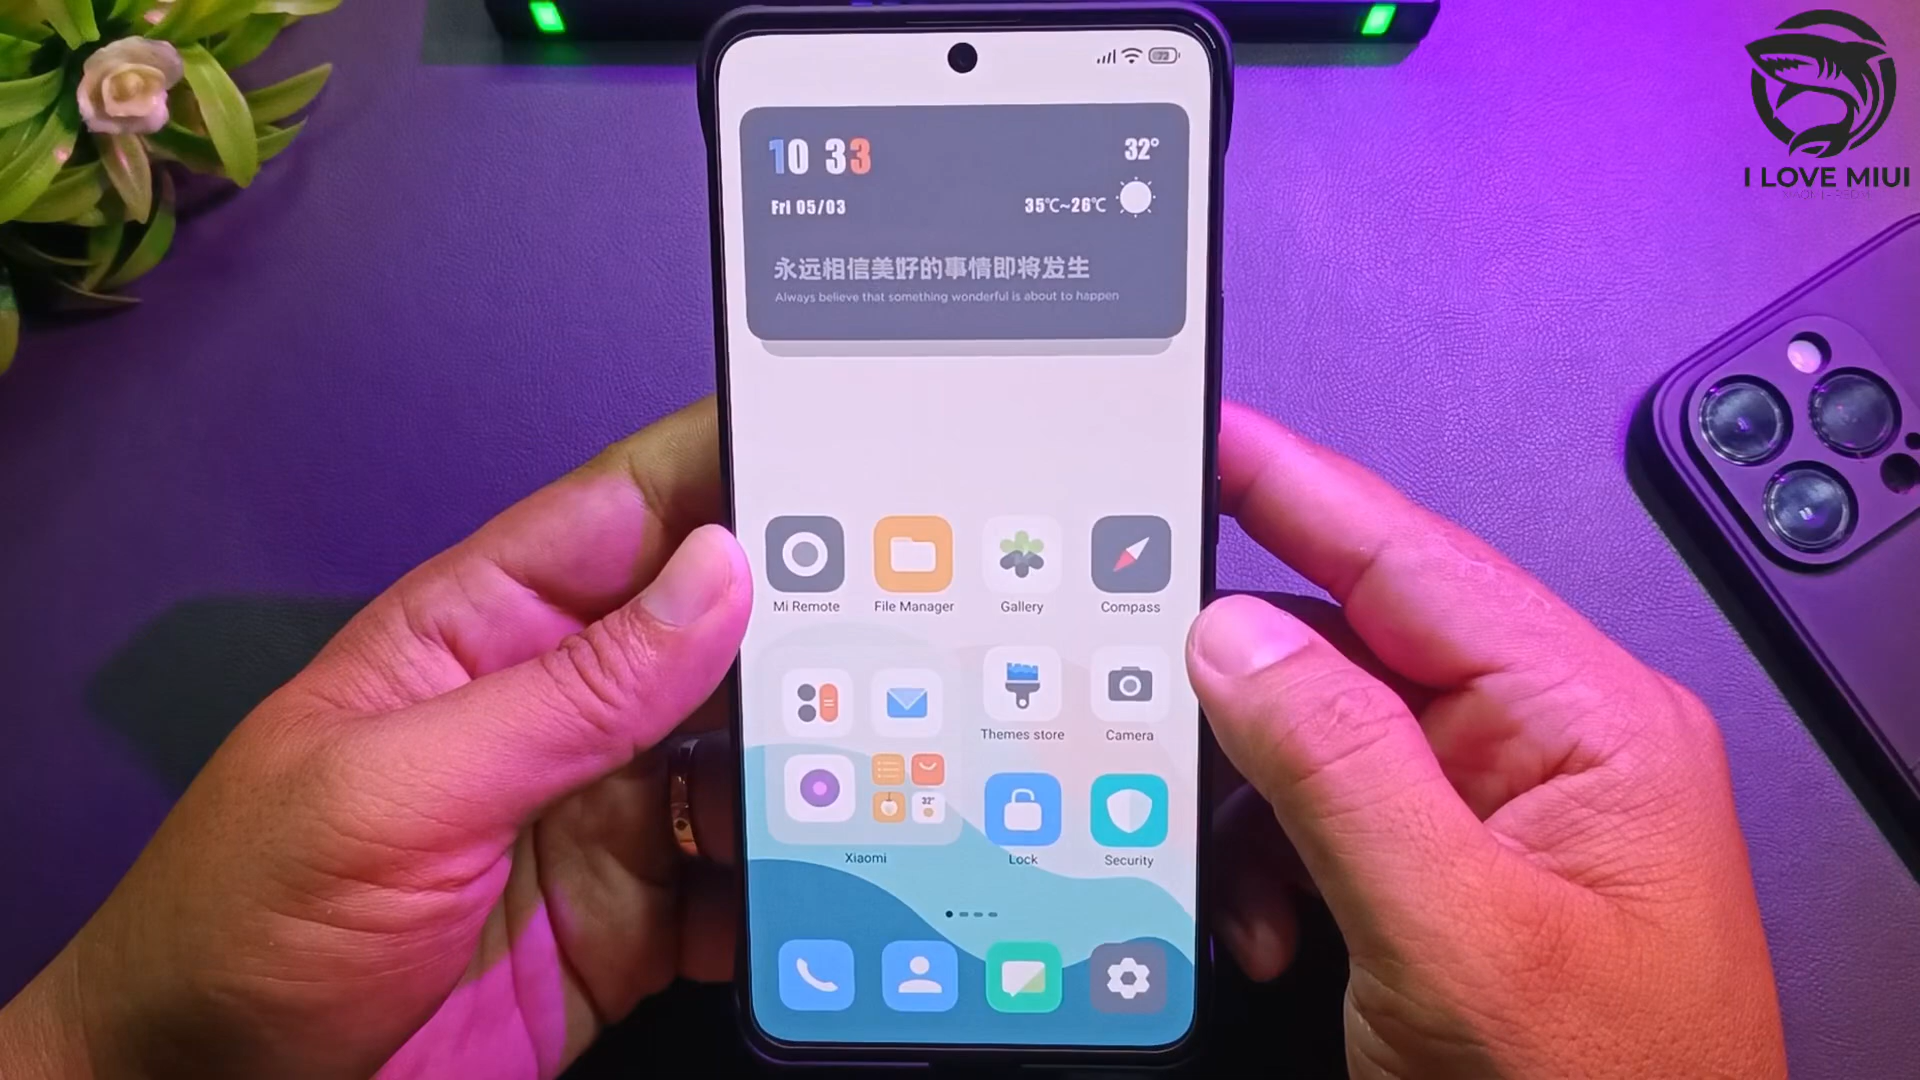 72
I LOVE MIUI
10 33
32°
Fri 05/03
35℃~26℃
永远相信美好的事情即将发生
Always believe that something wonderful is about to happen
Mi Remote
File Manager
Gallery
Compass
Themes store
Camera
32°
Xiaomi
Lock
Security